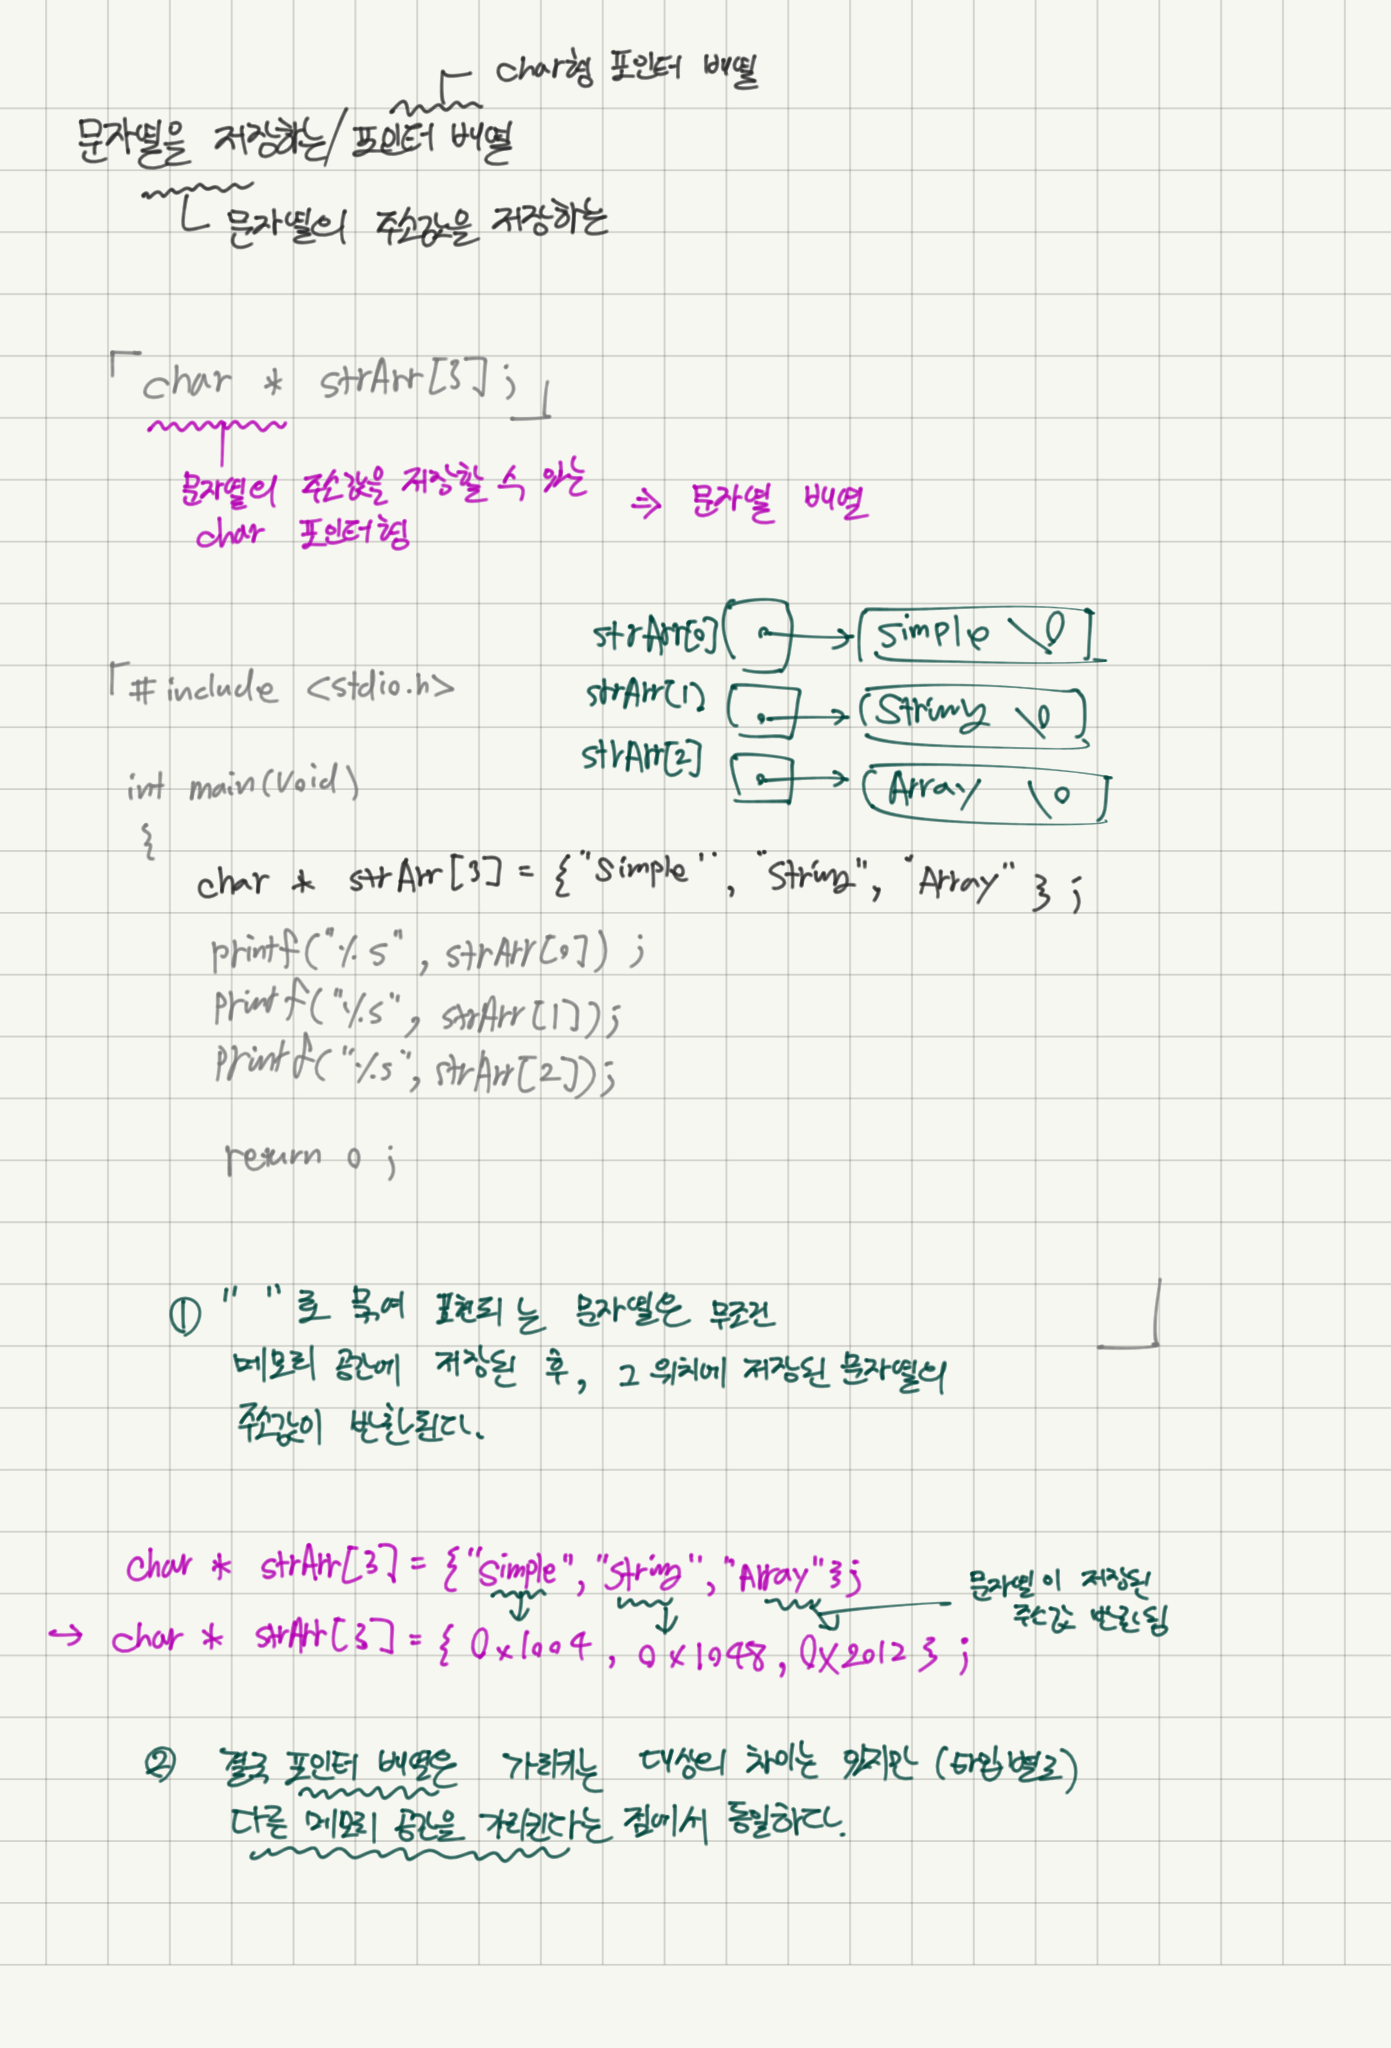 char형 포인터 배열
문자열을 저장하는/포인터 배열
문자열의 주소값을 저장하는
「char * strArr[3];」
문자열의 주소값을 저장할 수 있는
char 포인터형
⇒ 문자열 배열
strArr[0] simple \0
strArr[1] String \0
strArr[2] Array \0
「#include <stdio.h>
int main(void)
{
char * strArr[3] = {"Simple", "String", "Array"};
printf("%s", strArr[0]);
printf("%s", strArr[1]);
printf("%s", strArr[2]);
return 0;
」
① " "로 묶여 표현되는 문자열은 무조건
메모리 공간에 저장된 후, 그 위치에 저장된 문자열의
주소값이 반환된다.
char * strArr[3] = {"Simple", "String", "Array"};
문자열이 저장된
주소값 반환됨
→ char * strArr[3] = { 0x1004, 0x1048, 0x2012 };
② 결국 포인터 배열은 가리키는 대상의 차이는 있지만 (타입별로)
다른 메모리 공간을 가리킨다는 점에서 동일하다.